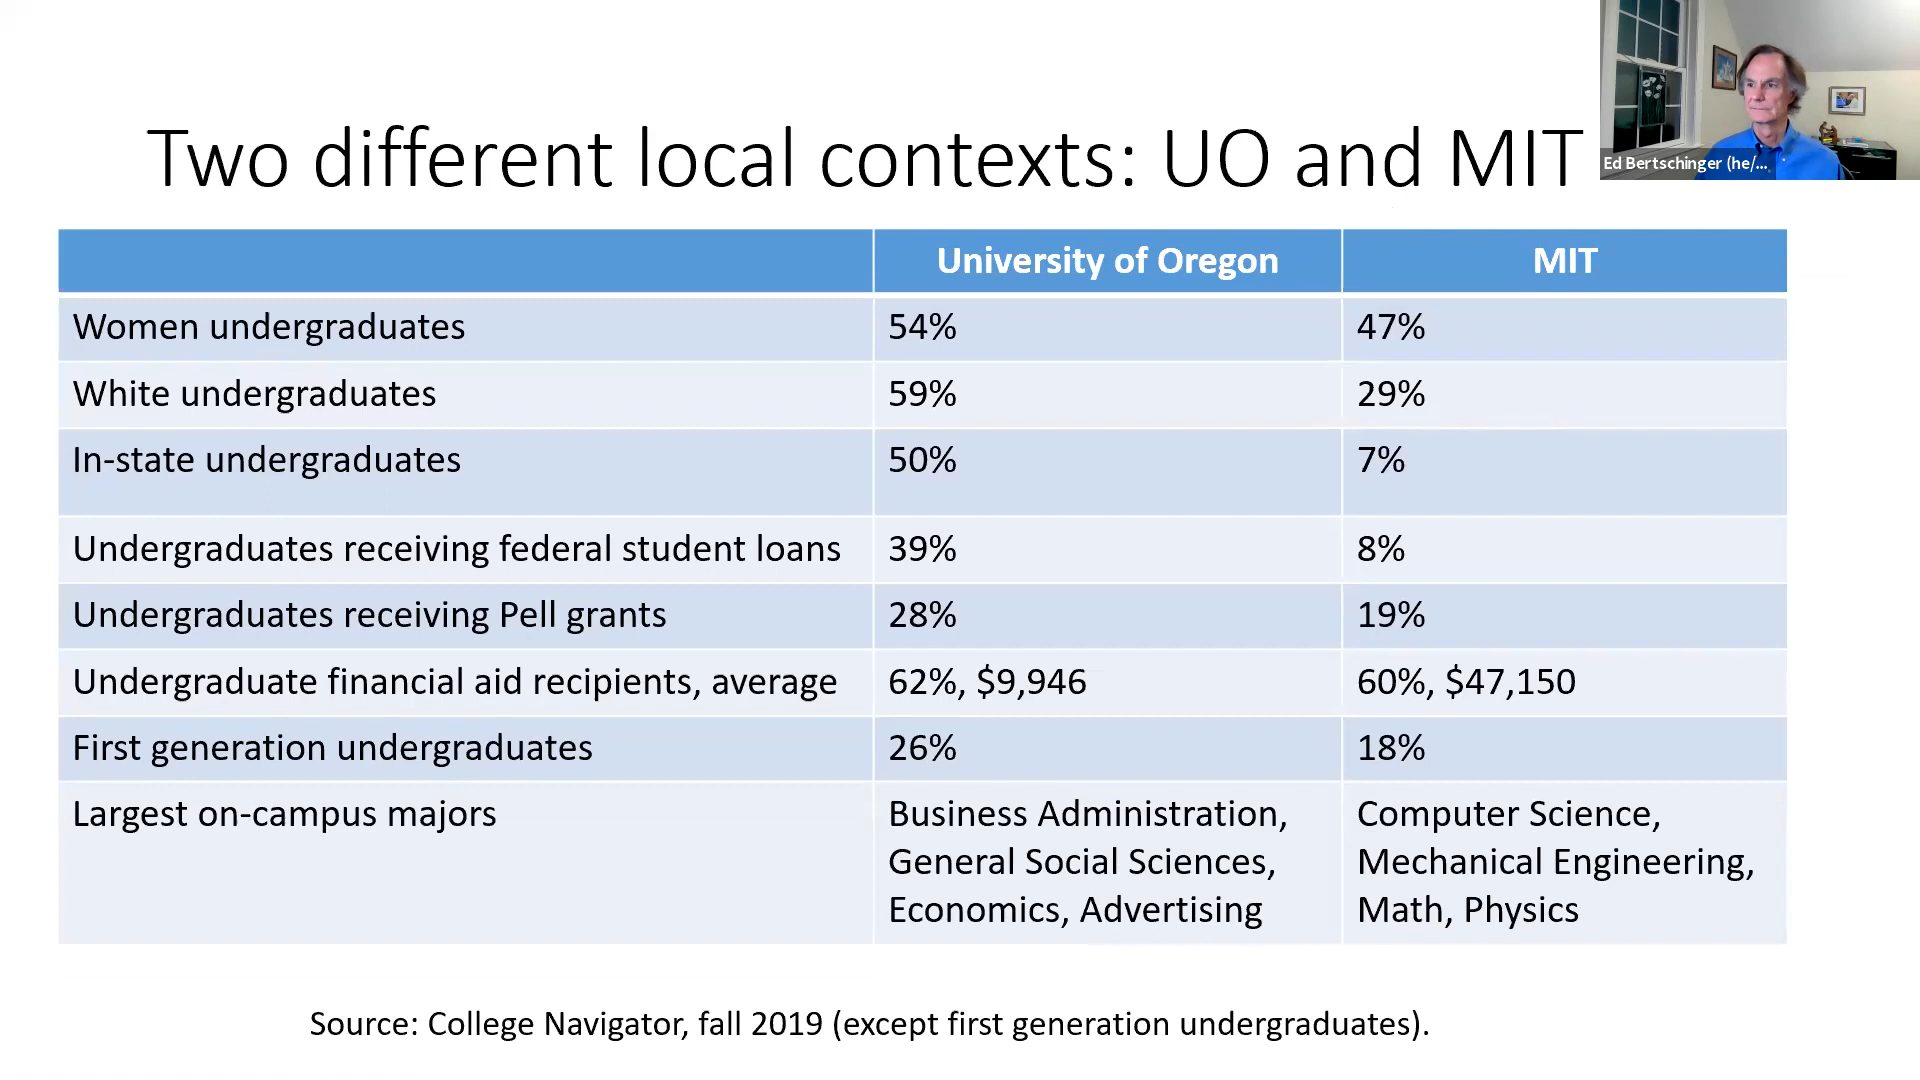 Two different local contexts: UO and MIT
Ed Bertschinger (he/...
University of Oregon MIT
Women undergraduates 54% 47%
White undergraduates 59% 29%
In-state undergraduates 50% 7%
Undergraduates receiving federal student loans 39% 8%
Undergraduates receiving Pell grants 28% 19%
Undergraduate financial aid recipients, average 62%, $9,946 60%, $47,150
First generation undergraduates 26% 18%
Largest on-campus majors Business Administration, Computer Science,
General Social Sciences, Mechanical Engineering,
Economics, Advertising Math, Physics
Source: College Navigator, fall 2019 (except first generation undergraduates).